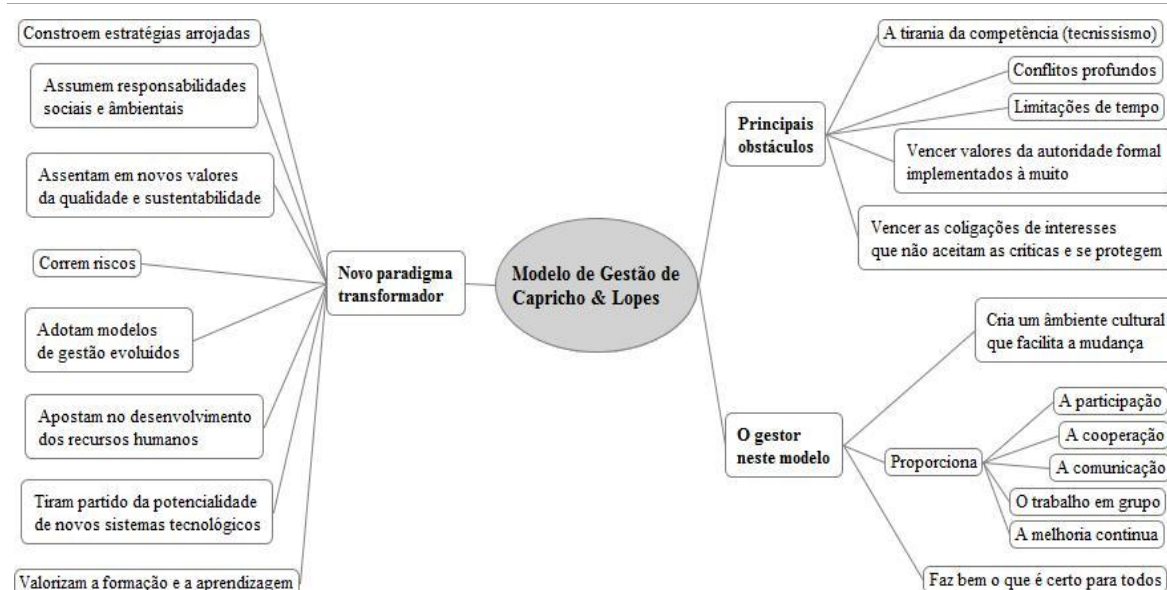 Constroem estratégias arrojadas
Assumem responsabilidades
sociais e âmbientais
Assentam em novos valores
da qualidade e sustentabilidade
Correm riscos
Adotam modelos
de gestão evoluidos
Apostam no desenvolvimento
dos recursos humanos
Tiram partido da potencialidade
de novos sistemas tecnológicos
Valorizam a formação e a aprendizagem
Novo paradigma
transformador
Modelo de Gestão de
Capricho & Lopes
Principais
obstáculos
A tirania da competência (tecnissismo)
Conflitos profundos
Limitações de tempo
Vencer valores da autoridade formal
implementados à muito
Vencer as coligações de interesses
que não aceitam as criticas e se protegem
O gestor
neste modelo
Cria um âmbiente cultural
que facilita a mudança
Proporciona
A participação
A cooperação
A comunicação
O trabalho em grupo
A melhoria continua
Faz bem o que é certo para todos